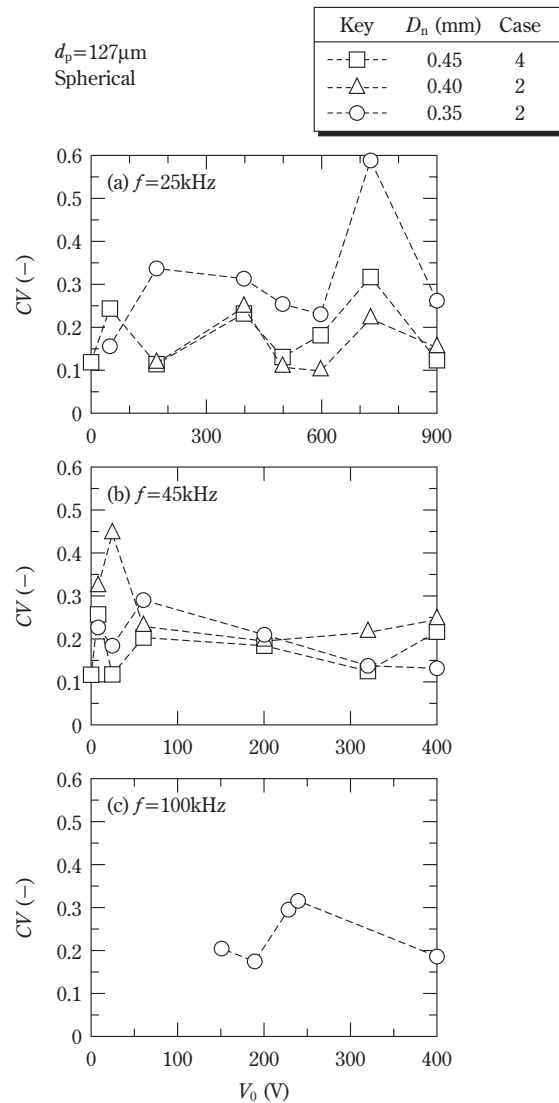 Key Dn (mm) Case
0.45 4
0.40 2
0.35 2
dp=127μm
Spherical
0.6
0.5
0.4
0.3
0.2
0.1
0
CV (−)
(a) f=25kHz
0 300 600 900
0.6
0.5
0.4
0.3
0.2
0.1
0
CV (−)
(b) f=45kHz
0 100 200 300 400
0.6
0.5
0.4
0.3
0.2
0.1
0
CV (−)
(c) f=100kHz
0 100 200 300 400
V0 (V)